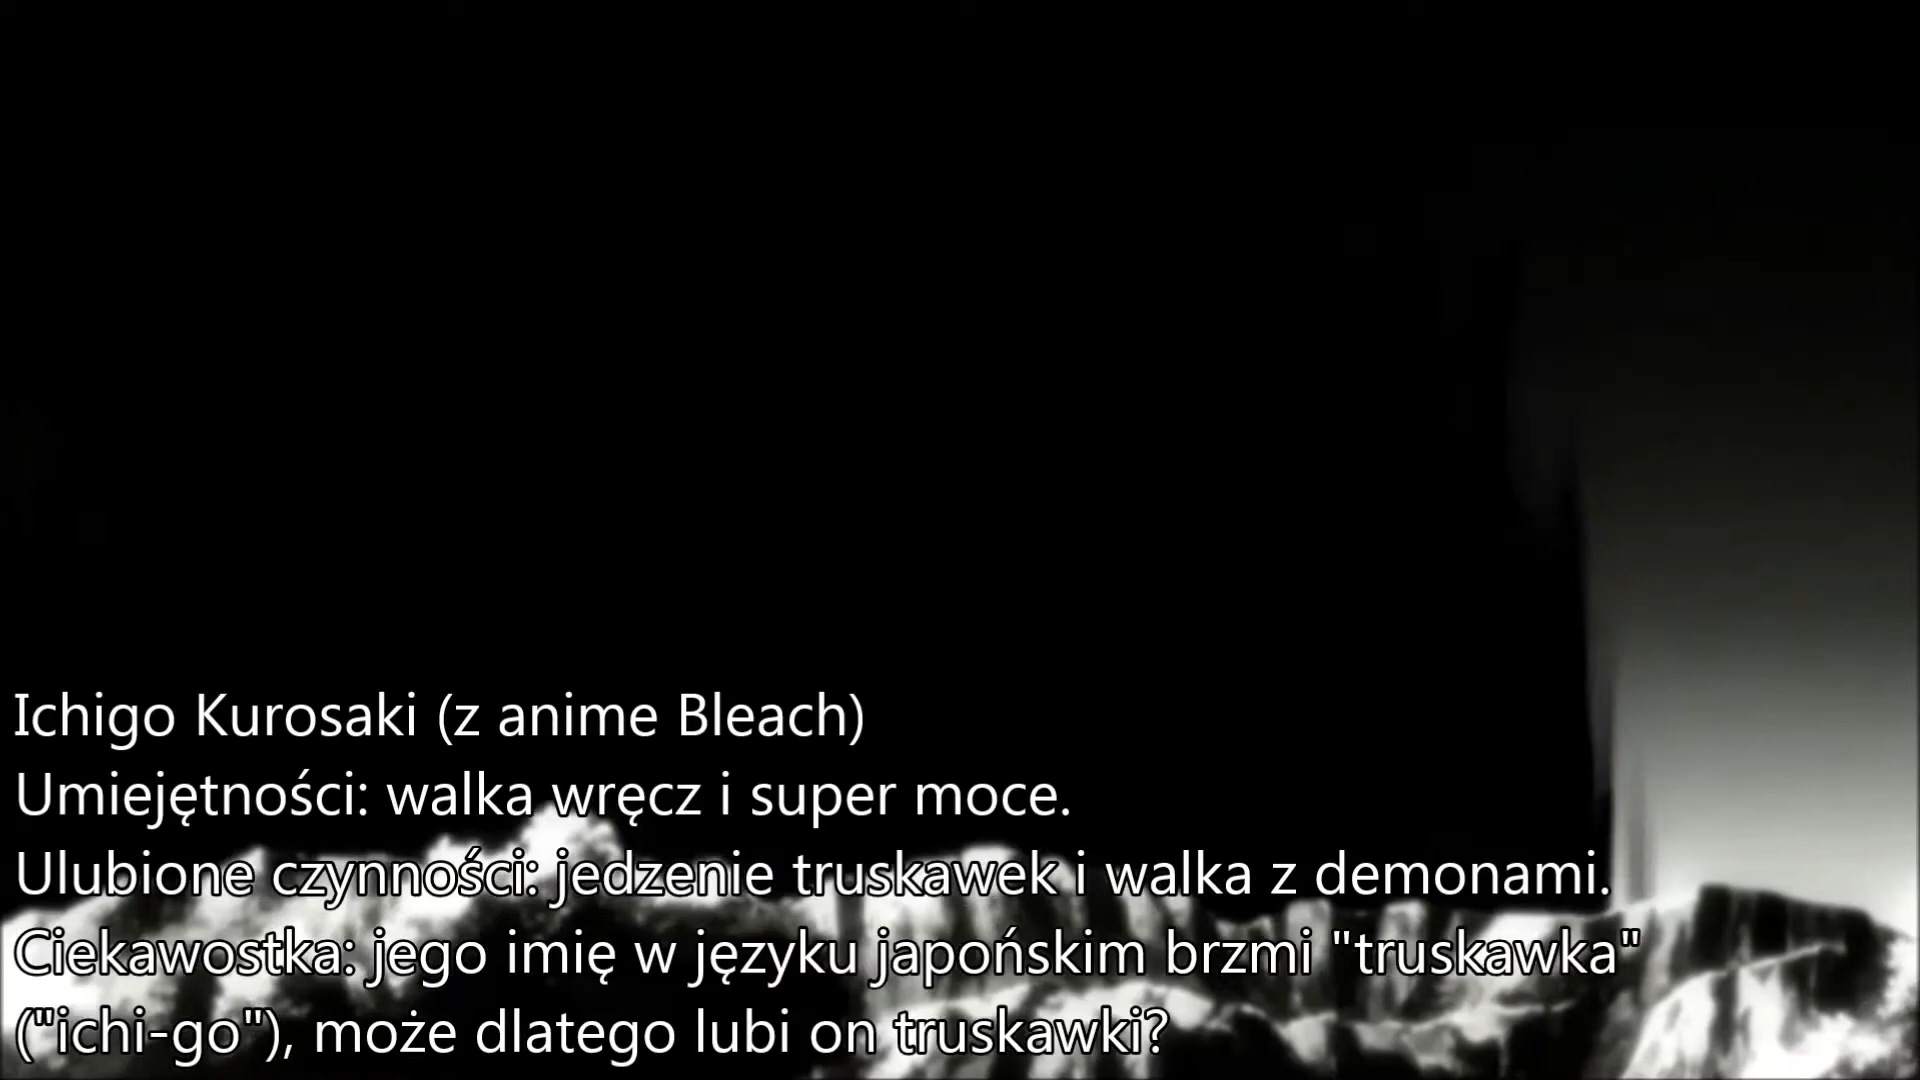 Ichigo Kurosaki (z anime Bleach)
Umiejętności: walka wręcz i super moce.
Ulubione czynności: jedzenie truskawek i walka z demonami.
Ciekawostka: jego imię w języku japońskim brzmi "truskawka"
("ichi-go"), może dlatego lubi on truskawki?